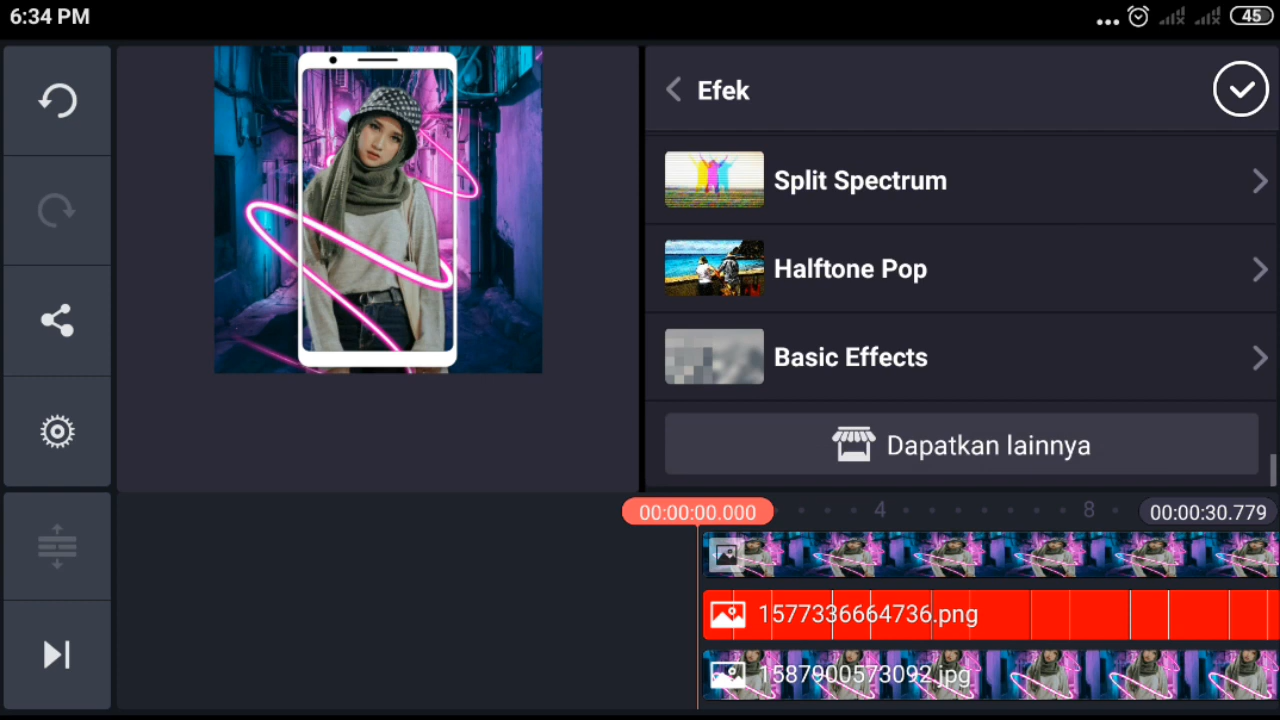 6:34 PM
45
Efek
Split Spectrum
Halftone Pop
Basic Effects
Dapatkan lainnya
00:00:00.000
4
8
00:00:30.779
1577336664736.png
1587900573092.jpg